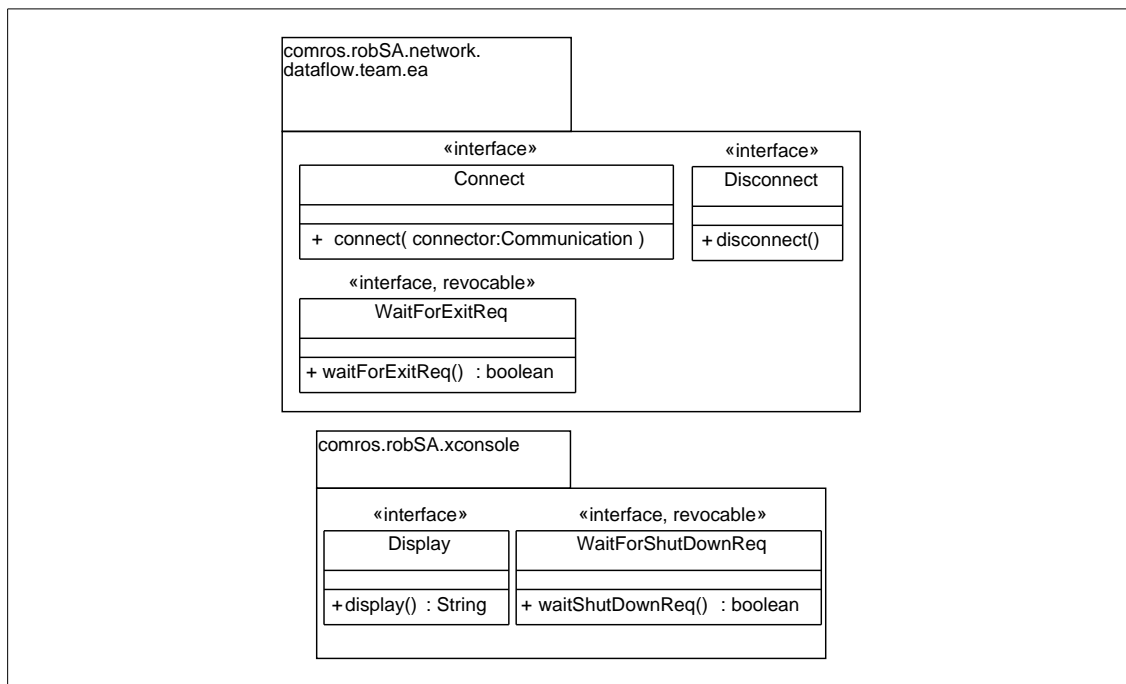 comros.robSA.network.
dataflow.team.ea
«interface»
Connect
+ connect( connector:Communication )
«interface»
Disconnect
+ disconnect()
«interface, revocable»
WaitForExitReq
+ waitForExitReq() : boolean
comros.robSA.xconsole
«interface»
Display
+ display() : String
«interface, revocable»
WaitForShutDownReq
+ waitShutDownReq() : boolean